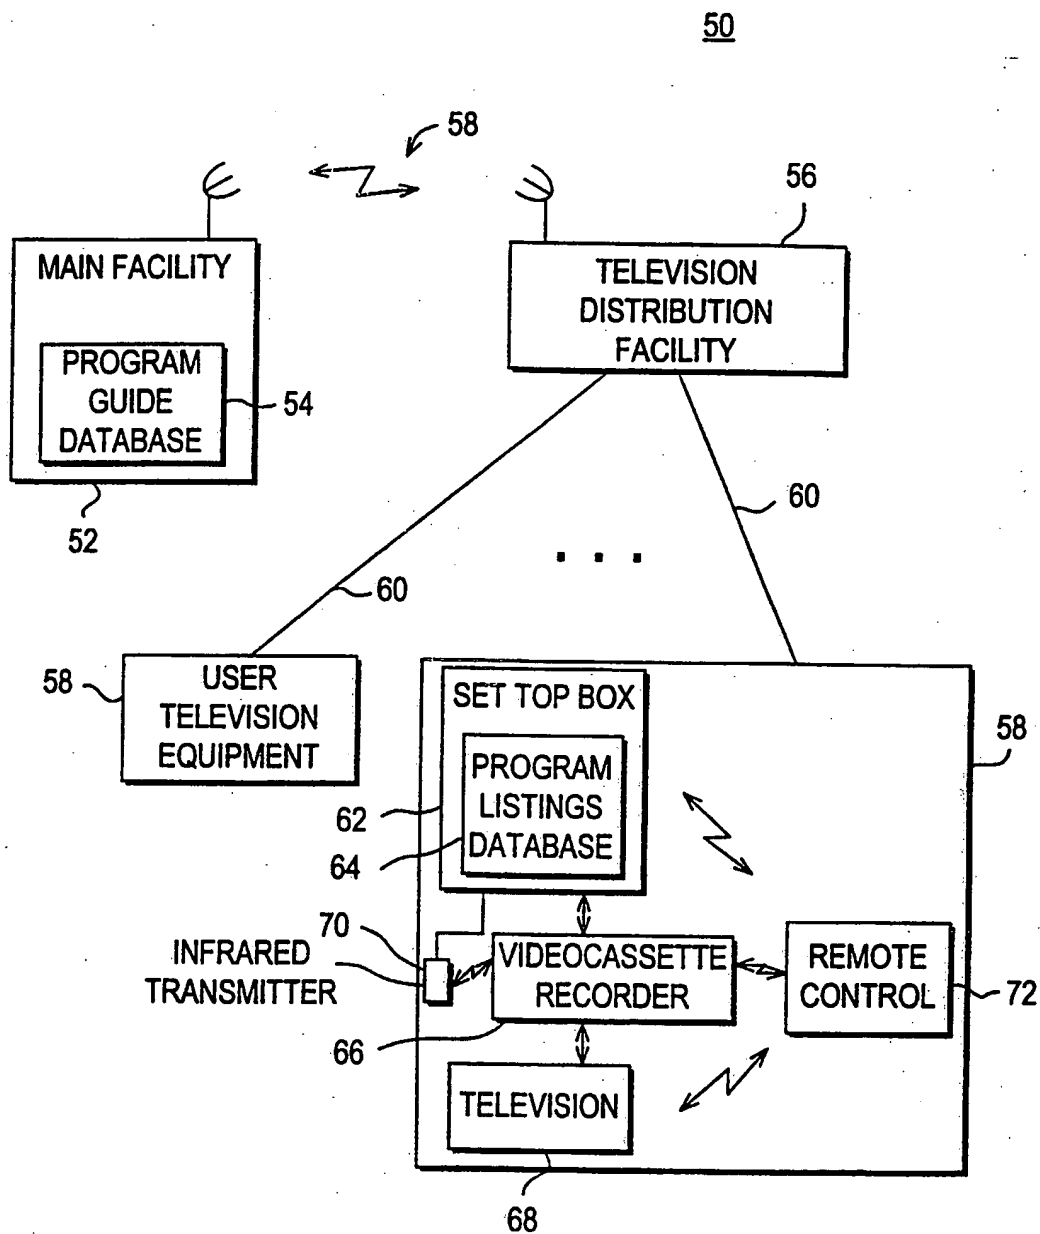 50
58
56
MAIN FACILITY
TELEVISION
DISTRIBUTION
FACILITY
PROGRAM
GUIDE
DATABASE
54
52
60
60
58
USER
TELEVISION
EQUIPMENT
SET TOP BOX
58
PROGRAM
LISTINGS
DATABASE
62
64
70
INFRARED
TRANSMITTER
VIDEOCASSETTE
RECORDER
REMOTE
CONTROL
72
66
TELEVISION
68